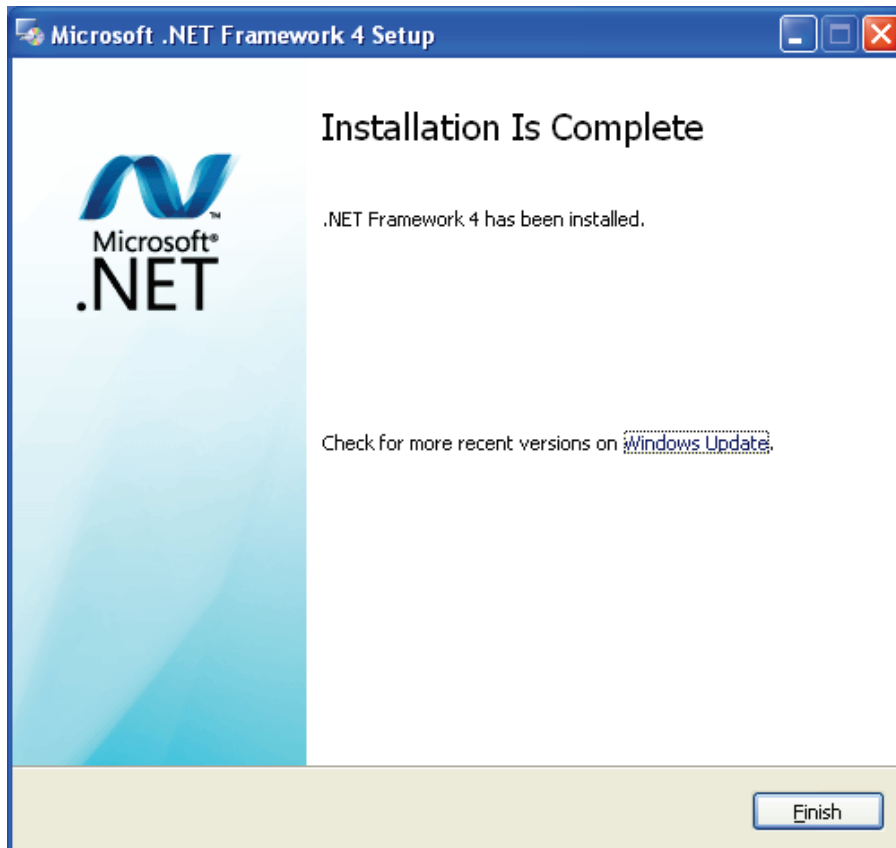 Microsoft .NET Framework 4 Setup
Installation Is Complete
Microsoft®
.NET
™
.NET Framework 4 has been installed.
Check for more recent versions on Windows Update.
Finish